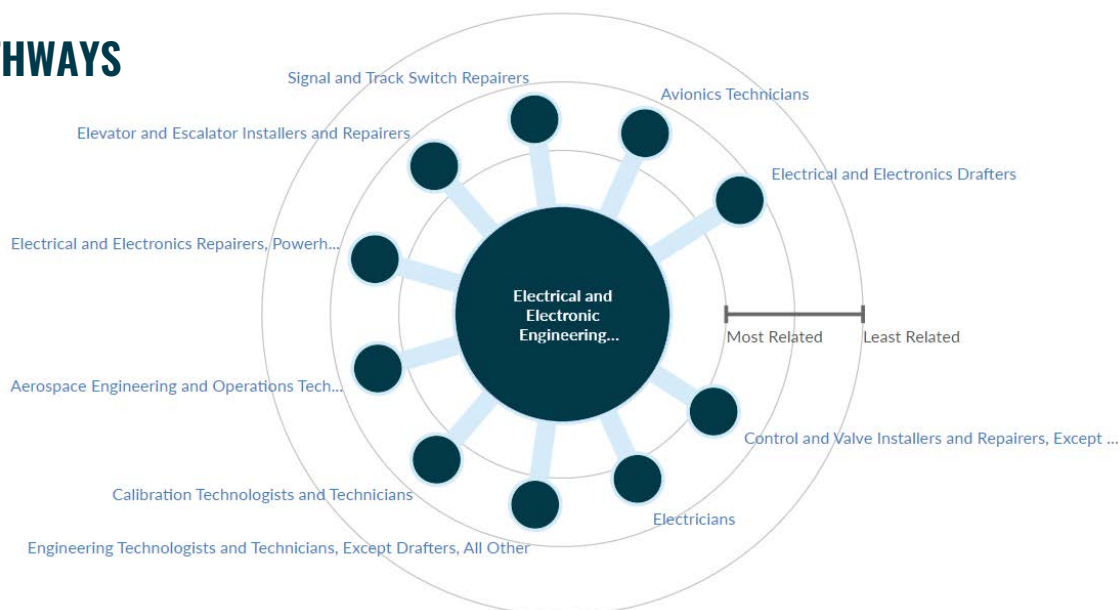 THWAYS
Signal and Track Switch Repairers
Avionics Technicians
Elevator and Escalator Installers and Repairers
Electrical and Electronics Drafters
Electrical and Electronics Repairers, Powerh...
Electrical and
Electronic
Engineering...
Most Related
Least Related
Aerospace Engineering and Operations Tech...
Control and Valve Installers and Repairers, Except ...
Calibration Technologists and Technicians
Electricians
Engineering Technologists and Technicians, Except Drafters, All Other